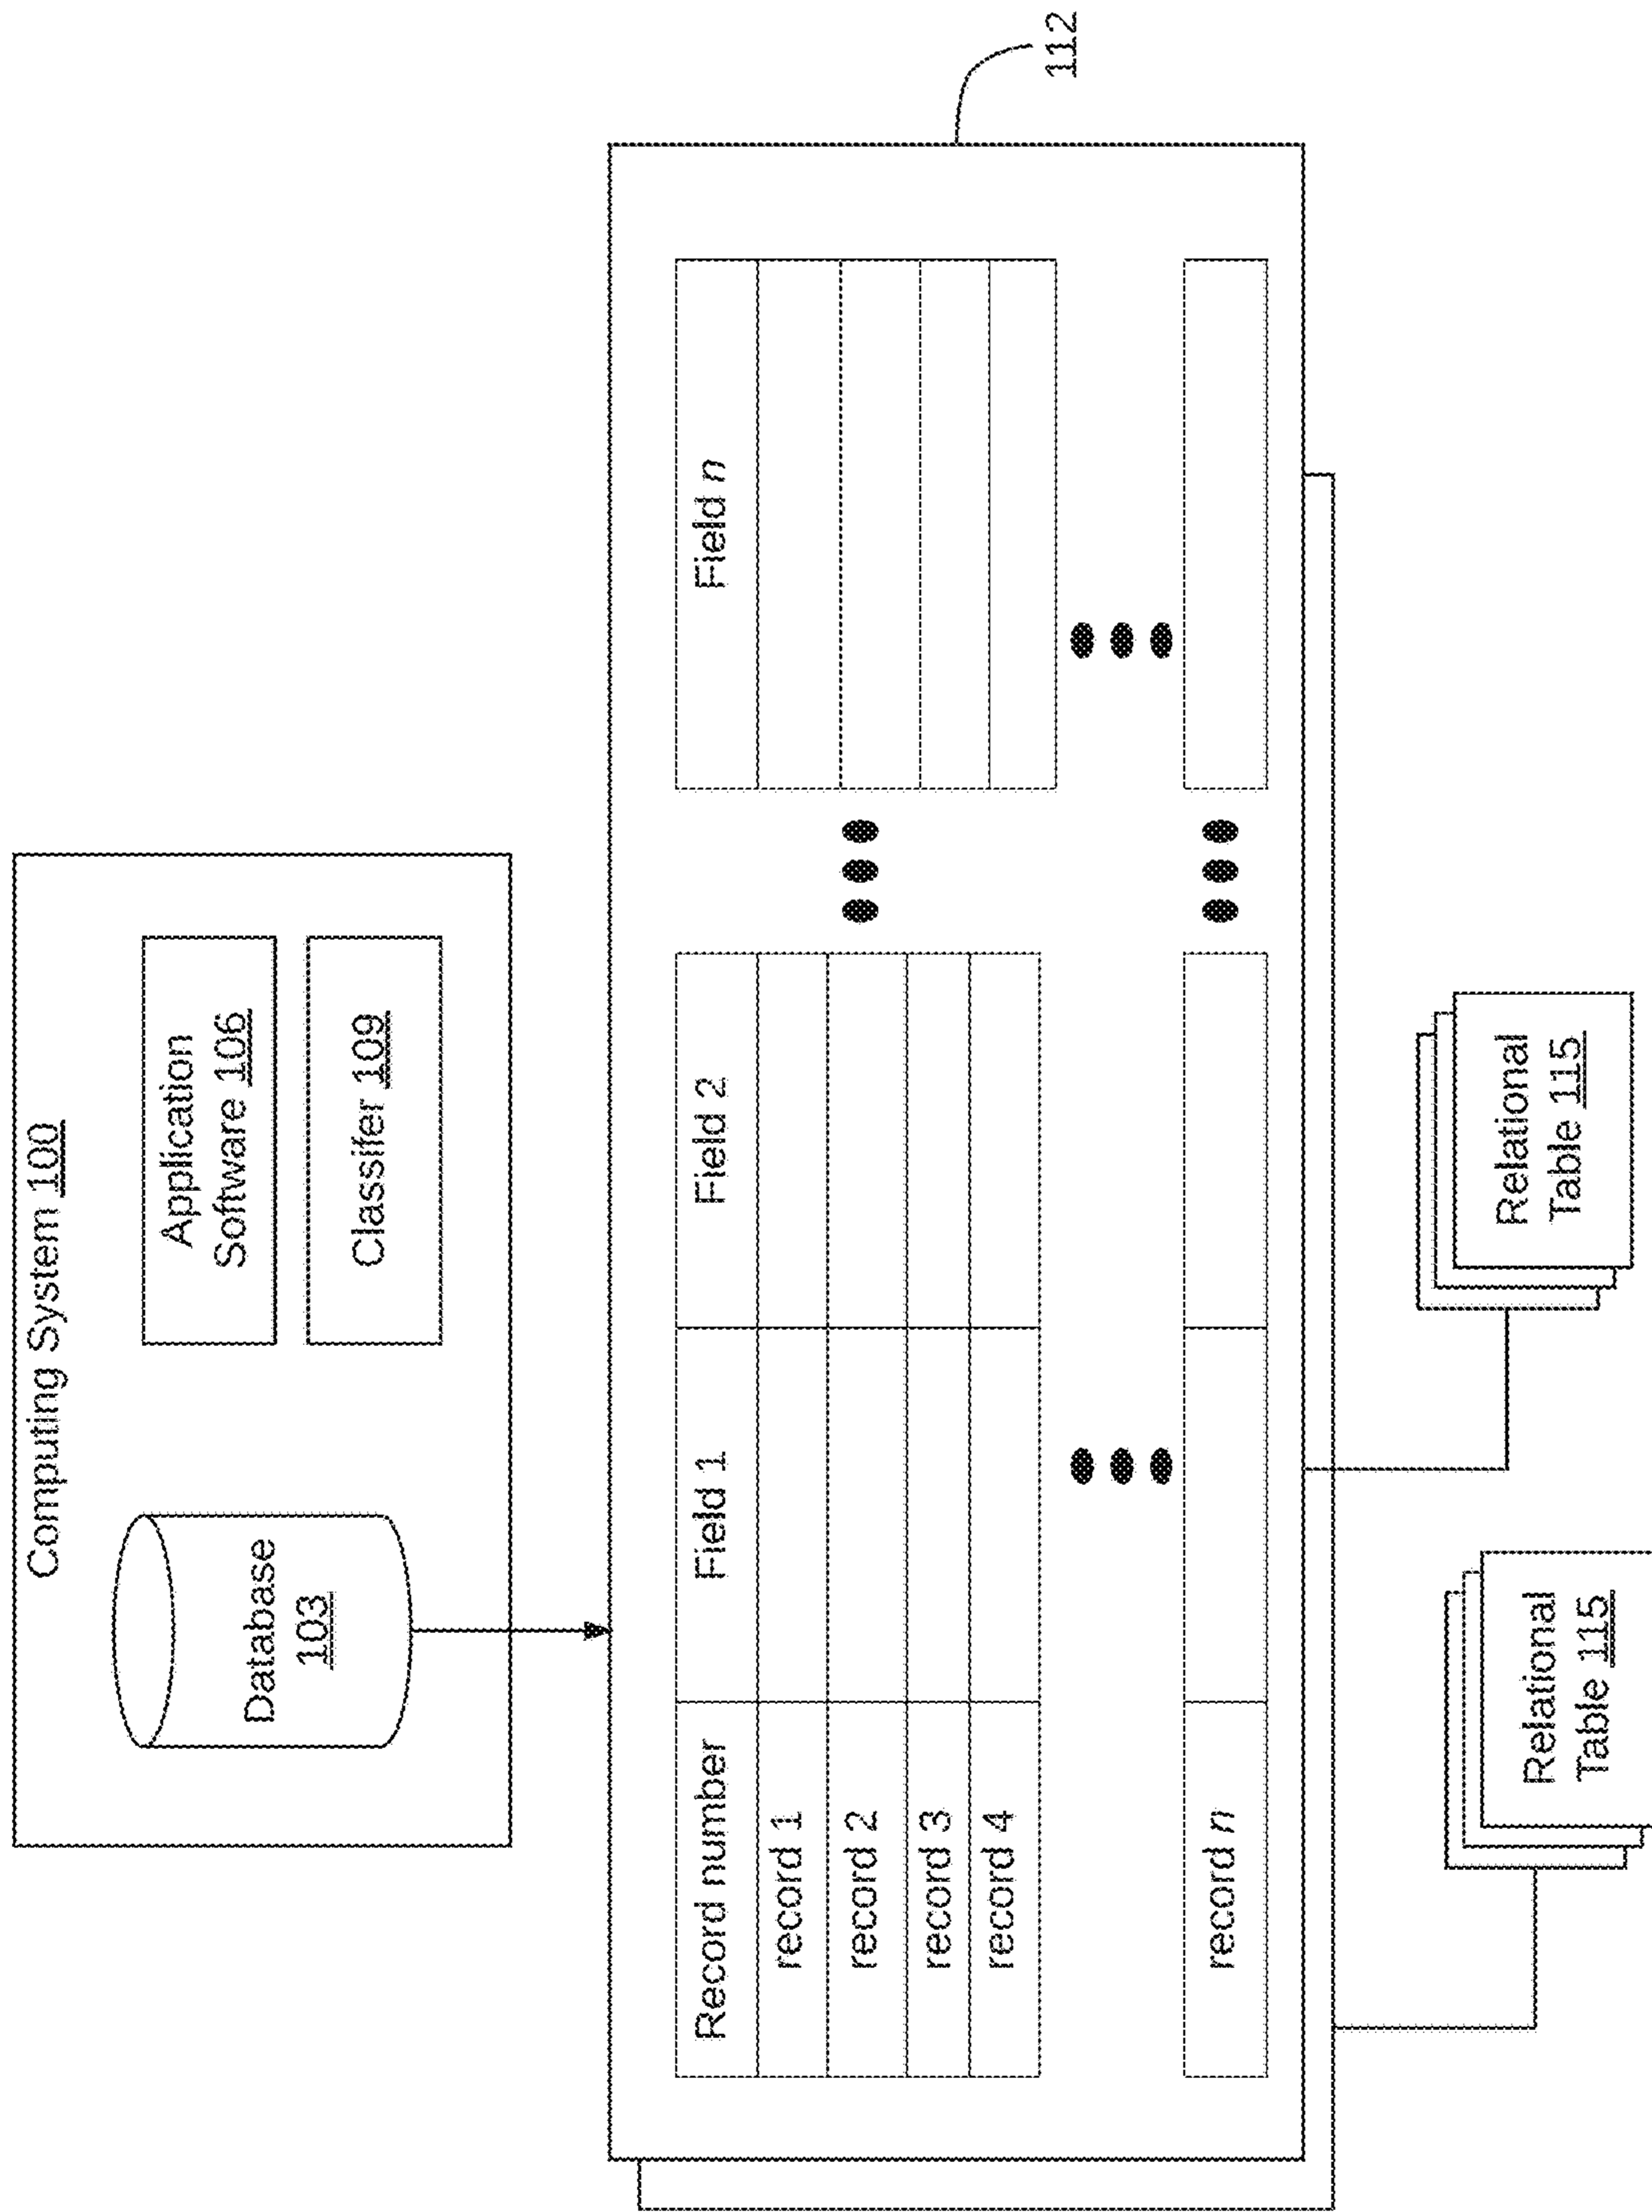 Computing System 100
Database
103
Application
Software 106
Classifer 109
112
Record number
Field 1
Field 2
Field n
record 1
record 2
record 3
record 4
record n
Relational
Table 115
Relational
Table 115